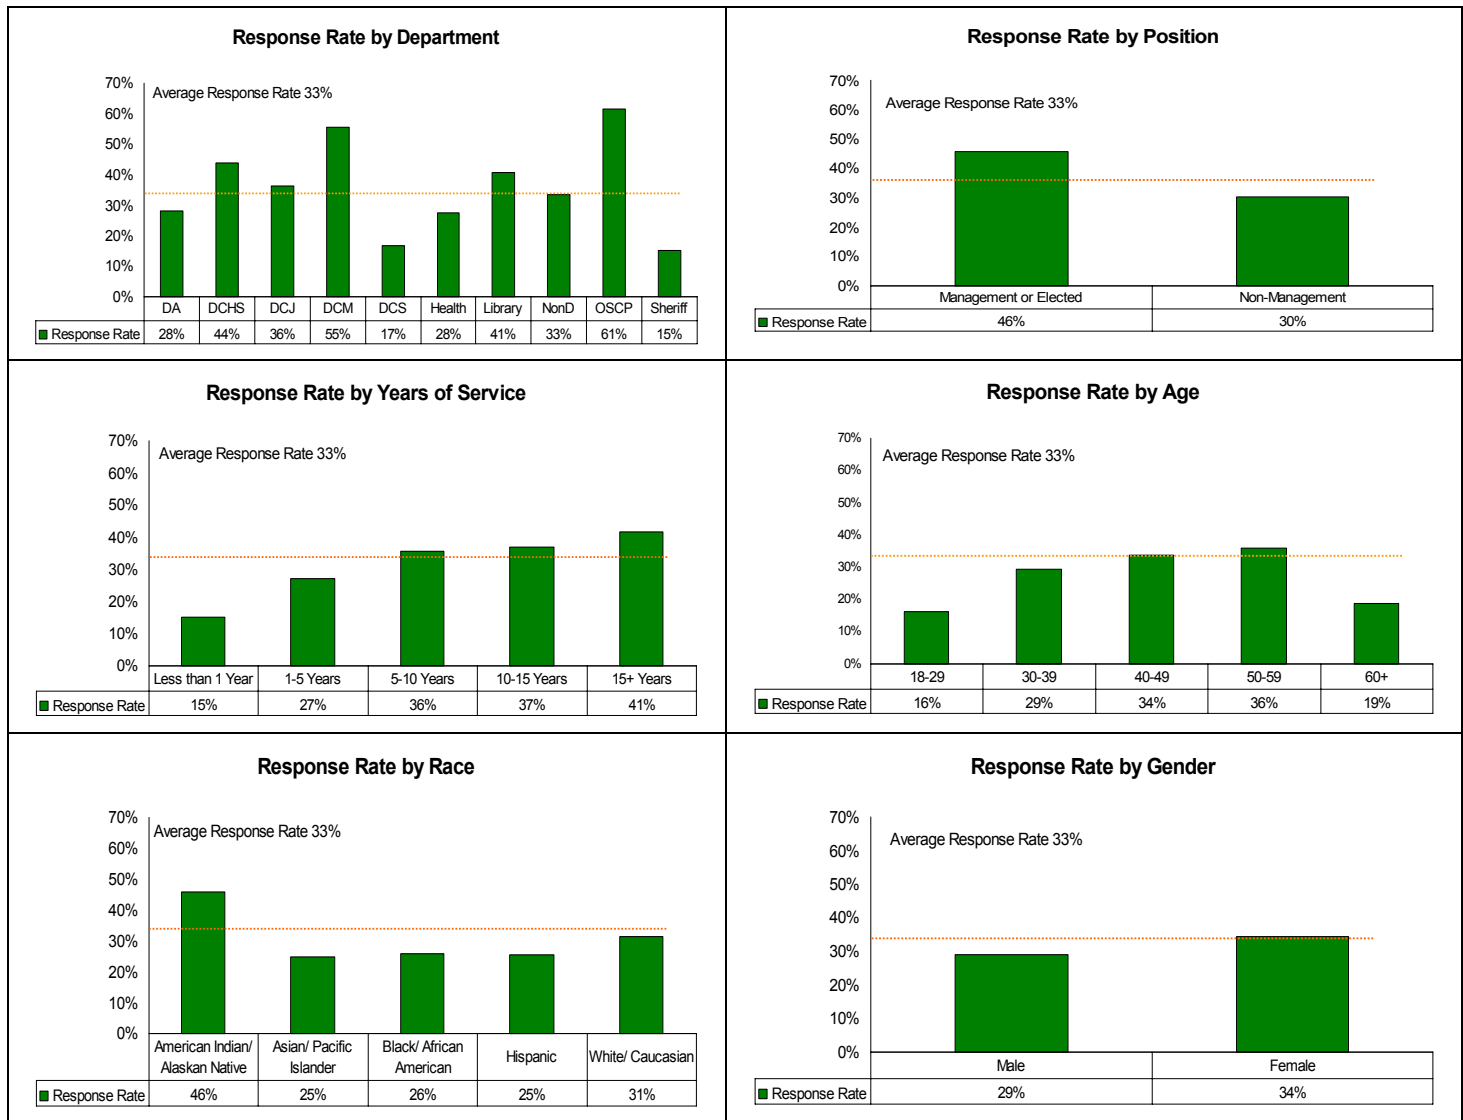 Response Rate by Department
70%
60%
50%
40%
30%
20%
10%
0%
Average Response Rate 33%
DA DCHS DCJ DCM DCS Health Library NonD OSCP Sheriff
Response Rate 28% 44% 36% 55% 17% 28% 41% 33% 61% 15%
Response Rate by Position
70%
60%
50%
40%
30%
20%
10%
0%
Average Response Rate 33%
Management or Elected Non-Management
Response Rate 46% 30%
Response Rate by Years of Service
70%
60%
50%
40%
30%
20%
10%
0%
Average Response Rate 33%
Less than 1 Year 1-5 Years 5-10 Years 10-15 Years 15+ Years
Response Rate 15% 27% 36% 37% 41%
Response Rate by Age
70%
60%
50%
40%
30%
20%
10%
0%
Average Response Rate 33%
18-29 30-39 40-49 50-59 60+
Response Rate 16% 29% 34% 36% 19%
Response Rate by Race
70%
60%
50%
40%
30%
20%
10%
0%
Average Response Rate 33%
American Indian/
Alaskan Native
Asian/ Pacific
Islander
Black/ African
American
Hispanic
White/ Caucasian
Response Rate 46% 25% 26% 25% 31%
Response Rate by Gender
70%
60%
50%
40%
30%
20%
10%
0%
Average Response Rate 33%
Male Female
Response Rate 29% 34%